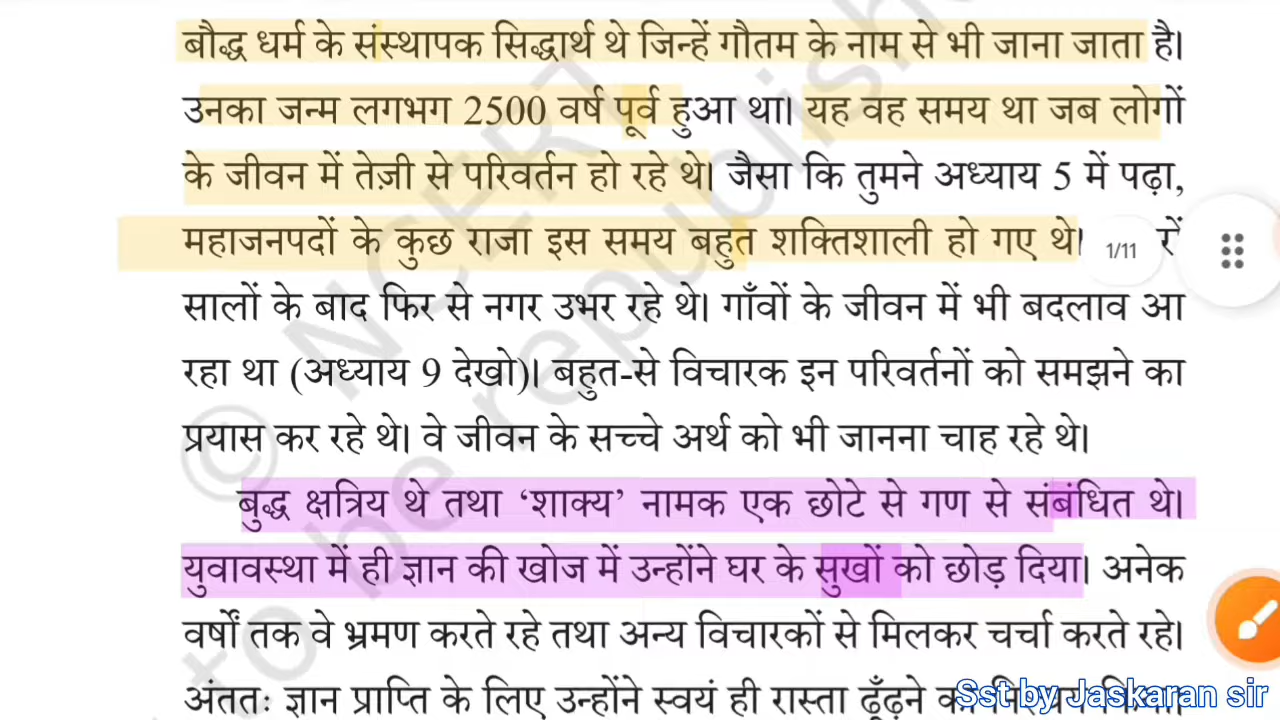 बौद्ध धर्म के संस्थापक सिद्धार्थ थे जिन्हें गौतम के नाम से भी जाना जाता है।
उनका जन्म लगभग 2500 वर्ष पूर्व हुआ था। यह वह समय था जब लोगों
के जीवन में तेज़ी से परिवर्तन हो रहे थे। जैसा कि तुमने अध्याय 5 में पढ़ा,
महाजनपदों के कुछ राजा इस समय बहुत शक्तिशाली हो गए थे।
1/11
सालों के बाद फिर से नगर उभर रहे थे। गाँवों के जीवन में भी बदलाव आ
रहा था (अध्याय 9 देखो)। बहुत-से विचारक इन परिवर्तनों को समझने का
प्रयास कर रहे थे। वे जीवन के सच्चे अर्थ को भी जानना चाह रहे थे।
बुद्ध क्षत्रिय थे तथा ‘शाक्य’ नामक एक छोटे से गण से संबंधित थे।
युवावस्था में ही ज्ञान की खोज में उन्होंने घर के सुखों को छोड़ दिया। अनेक
वर्षों तक वे भ्रमण करते रहे तथा अन्य विचारकों से मिलकर चर्चा करते रहे।
अंततः ज्ञान प्राप्ति के लिए उन्होंने स्वयं ही रास्ता ढूँढ़ने
Sst by Jaskaran sir
© NCERT
to be republished